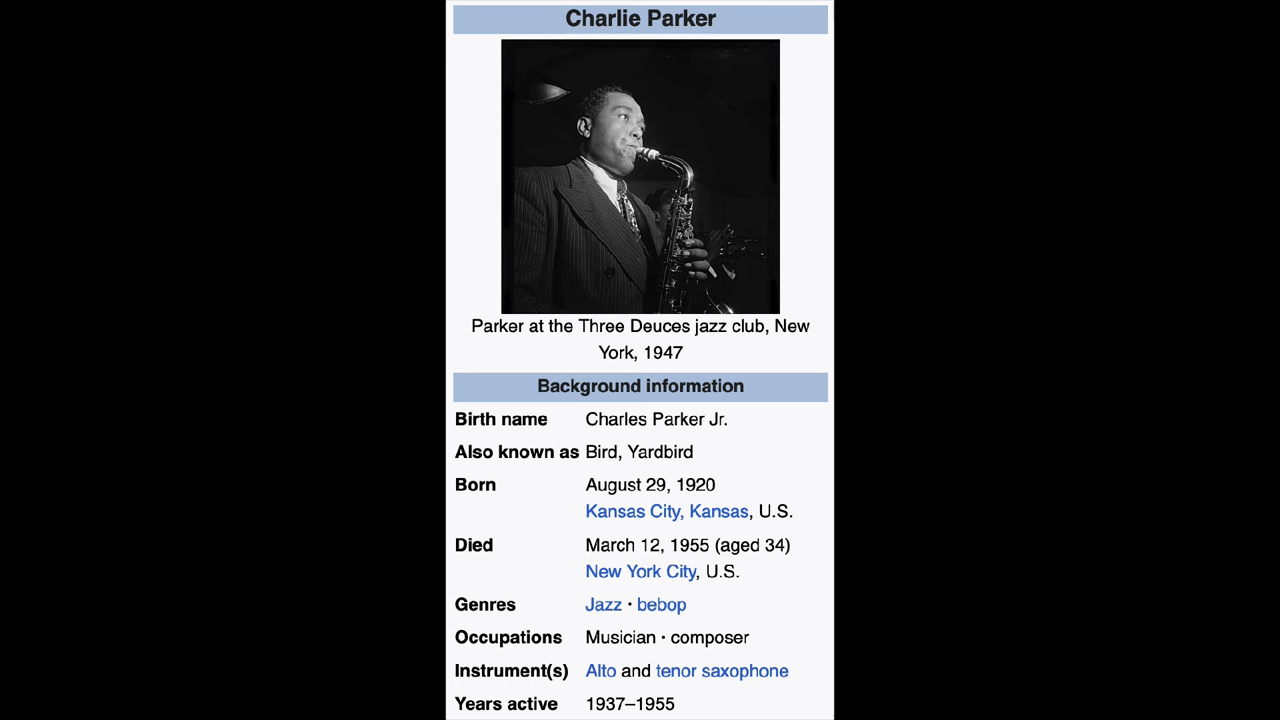 Charlie Parker
Parker at the Three Deuces jazz club, New
York, 1947
Background information
Birth name Charles Parker Jr.
Also known as Bird, Yardbird
Born August 29, 1920
Kansas City, Kansas, U.S.
Died March 12, 1955 (aged 34)
New York City, U.S.
Genres Jazz · bebop
Occupations Musician · composer
Instrument(s) Alto and tenor saxophone
Years active 1937–1955